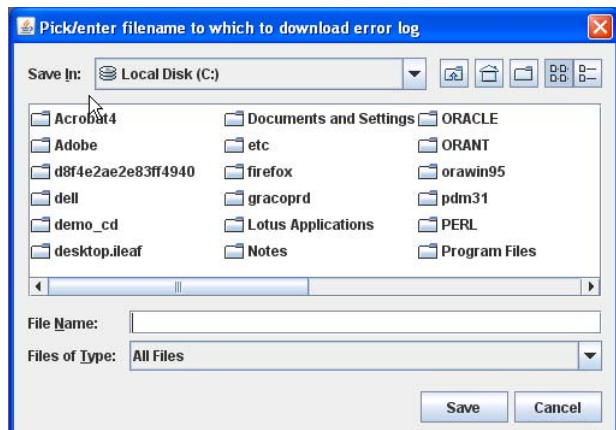 Pick/enter filename to which to download error log
Save In: Local Disk (C:)
Acrobat4 Documents and Settings ORACLE
Adobe etc ORANT
d8f4e2ae2e83ff4940 firefox orawin95
dell gracoprd pdm31
demo_cd Lotus Applications PERL
desktop.ileaf Notes Program Files
File Name:
Files of Type: All Files
Save Cancel